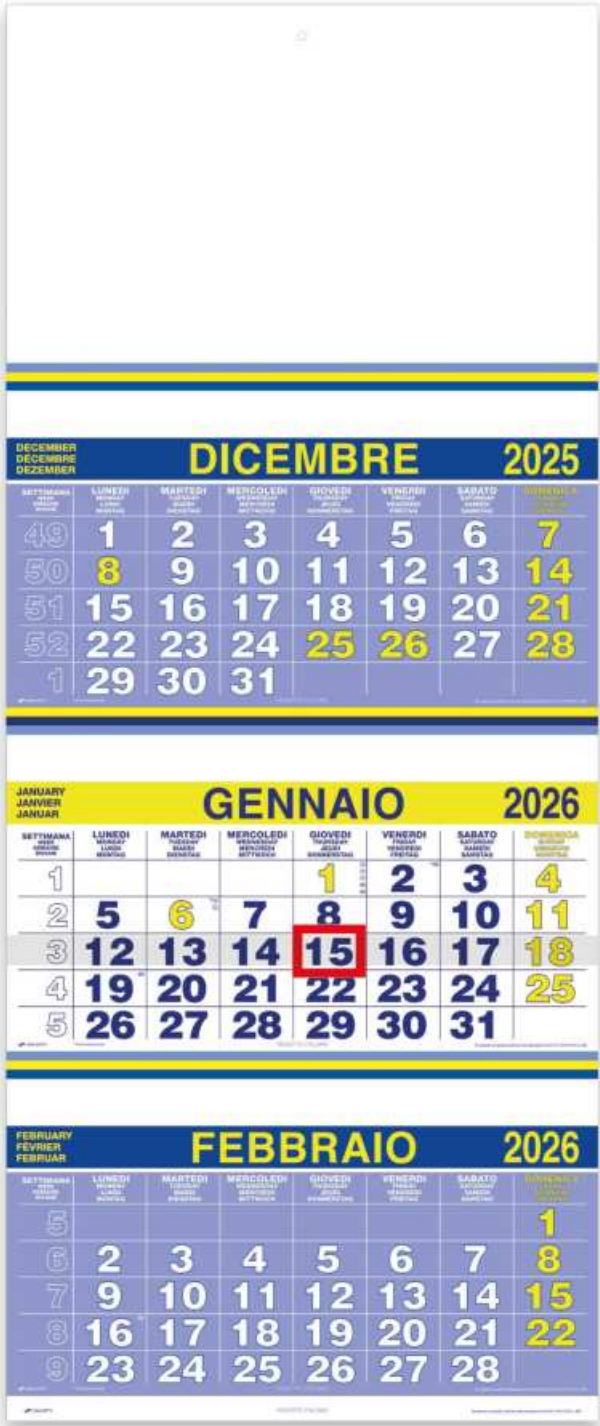 DECEMBER
DÉCEMBRE
DEZEMBER
DICEMBRE 2025
SETTIMANA LUNEDI MARTEDI MERCOLEDI GIOVEDI VENERDI SABATO DOMENICA
49 1 2 3 4 5 6 7
50 8 9 10 11 12 13 14
51 15 16 17 18 19 20 21
52 22 23 24 25 26 27 28
1 29 30 31
JANUARY
JANVIER
JANUAR
GENNAIO 2026
SETTIMANA LUNEDI MARTEDI MERCOLEDI GIOVEDI VENERDI SABATO DOMENICA
1 1 2 3 4
2 5 6 7 8 9 10 11
3 12 13 14 15 16 17 18
4 19 20 21 22 23 24 25
5 26 27 28 29 30 31
FEBRUARY
FÉVRIER
FEBRUAR
FEBBRAIO 2026
SETTIMANA LUNEDI MARTEDI MERCOLEDI GIOVEDI VENERDI SABATO DOMENICA
5 1
6 2 3 4 5 6 7 8
7 9 10 11 12 13 14 15
8 16 17 18 19 20 21 22
9 23 24 25 26 27 28